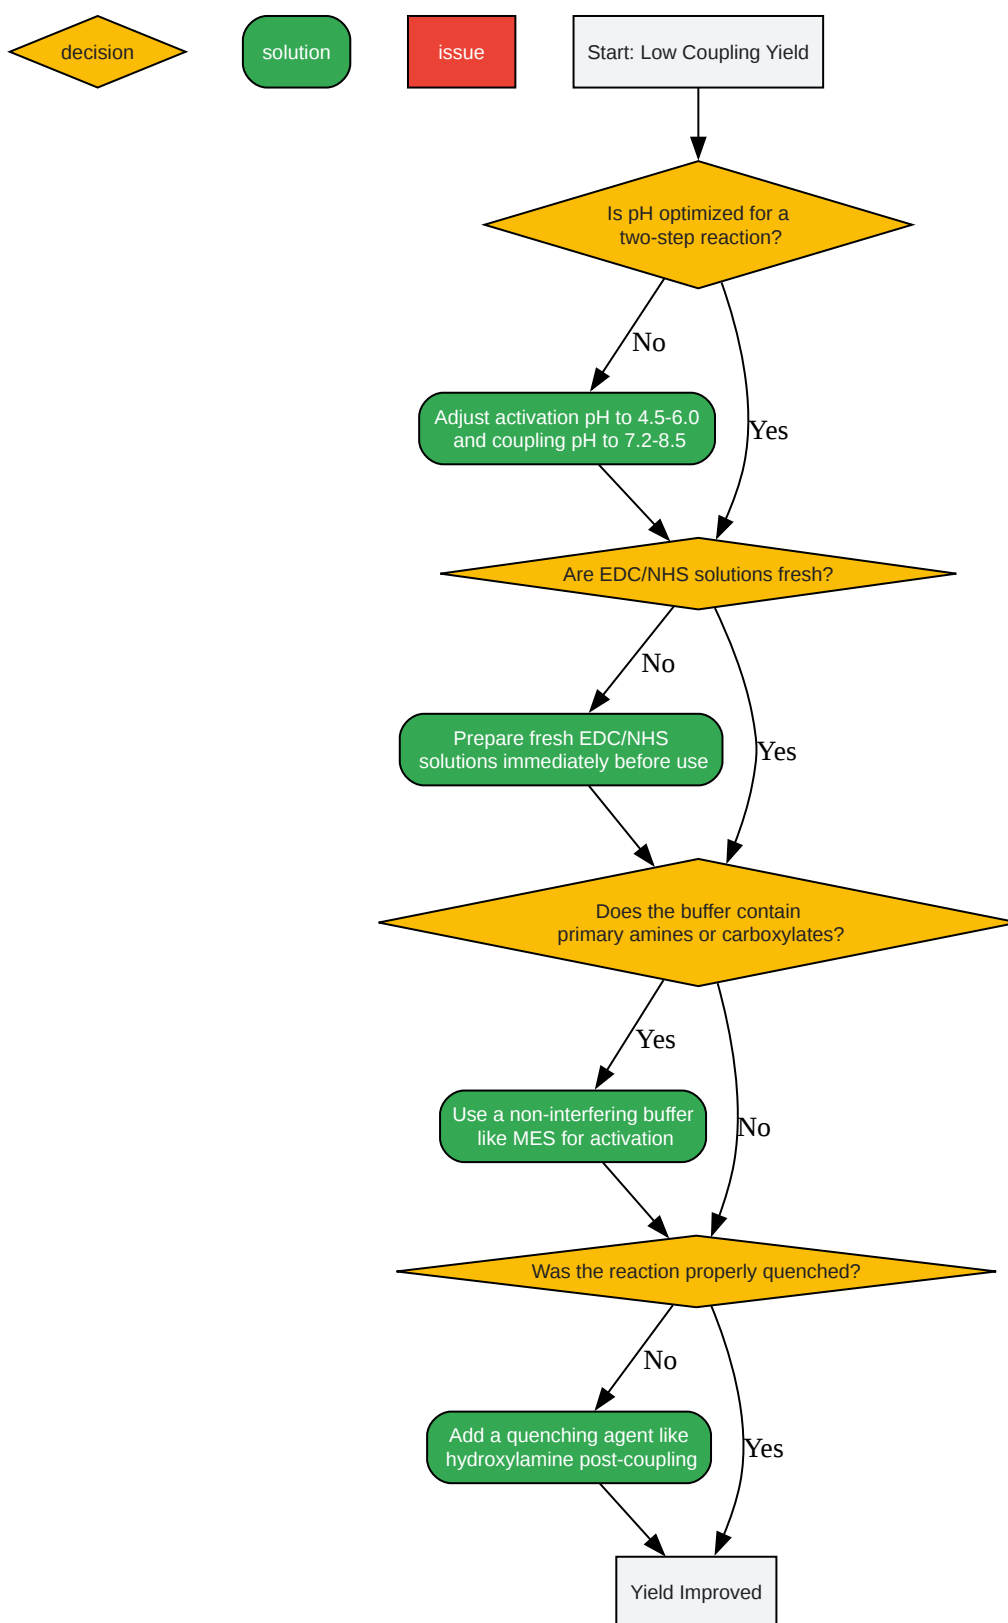 decision
solution
issue
Start: Low Coupling Yield
Is pH optimized for a
two-step reaction?
No
Adjust activation pH to 4.5-6.0
and coupling pH to 7.2-8.5
Yes
Are EDC/NHS solutions fresh?
No
Prepare fresh EDC/NHS
solutions immediately before use
Yes
Does the buffer contain
primary amines or carboxylates?
Yes
Use a non-interfering buffer
like MES for activation
No
Was the reaction properly quenched?
No
Add a quenching agent like
hydroxylamine post-coupling
Yes
Yield Improved